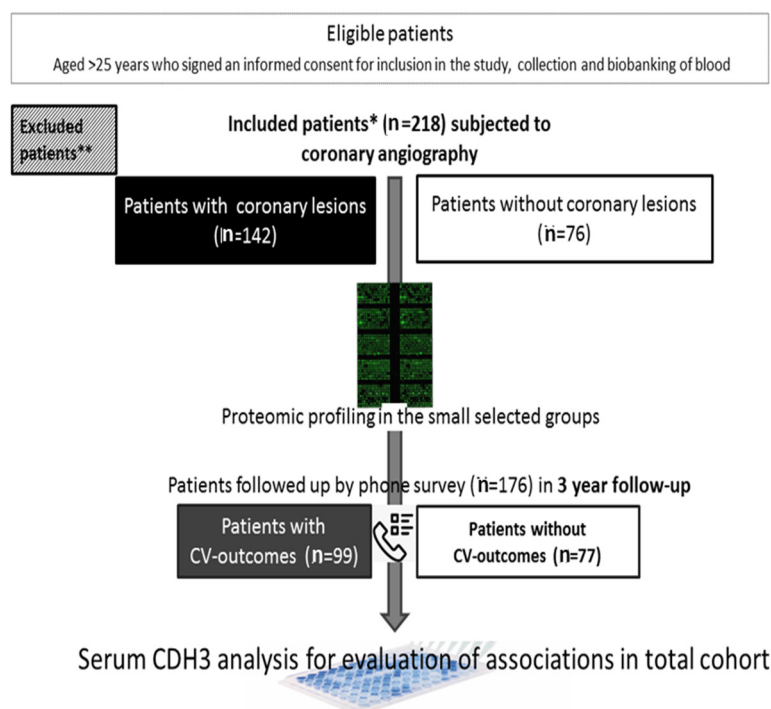 Eligible patients
Aged >25 years who signed an informed consent for inclusion in the study, collection and biobanking of blood
Excluded
patients**
Included patients* (n=218) subjected to
coronary angiography
Patients with coronary lesions
(n=142)
Patients without coronary lesions
(n=76)
Proteomic profiling in the small selected groups
Patients followed up by phone survey (n=176) in 3 year follow-up
Patients with
CV-outcomes (n=99)
Patients without
CV-outcomes (n=77)
Serum CDH3 analysis for evaluation of associations in total cohort